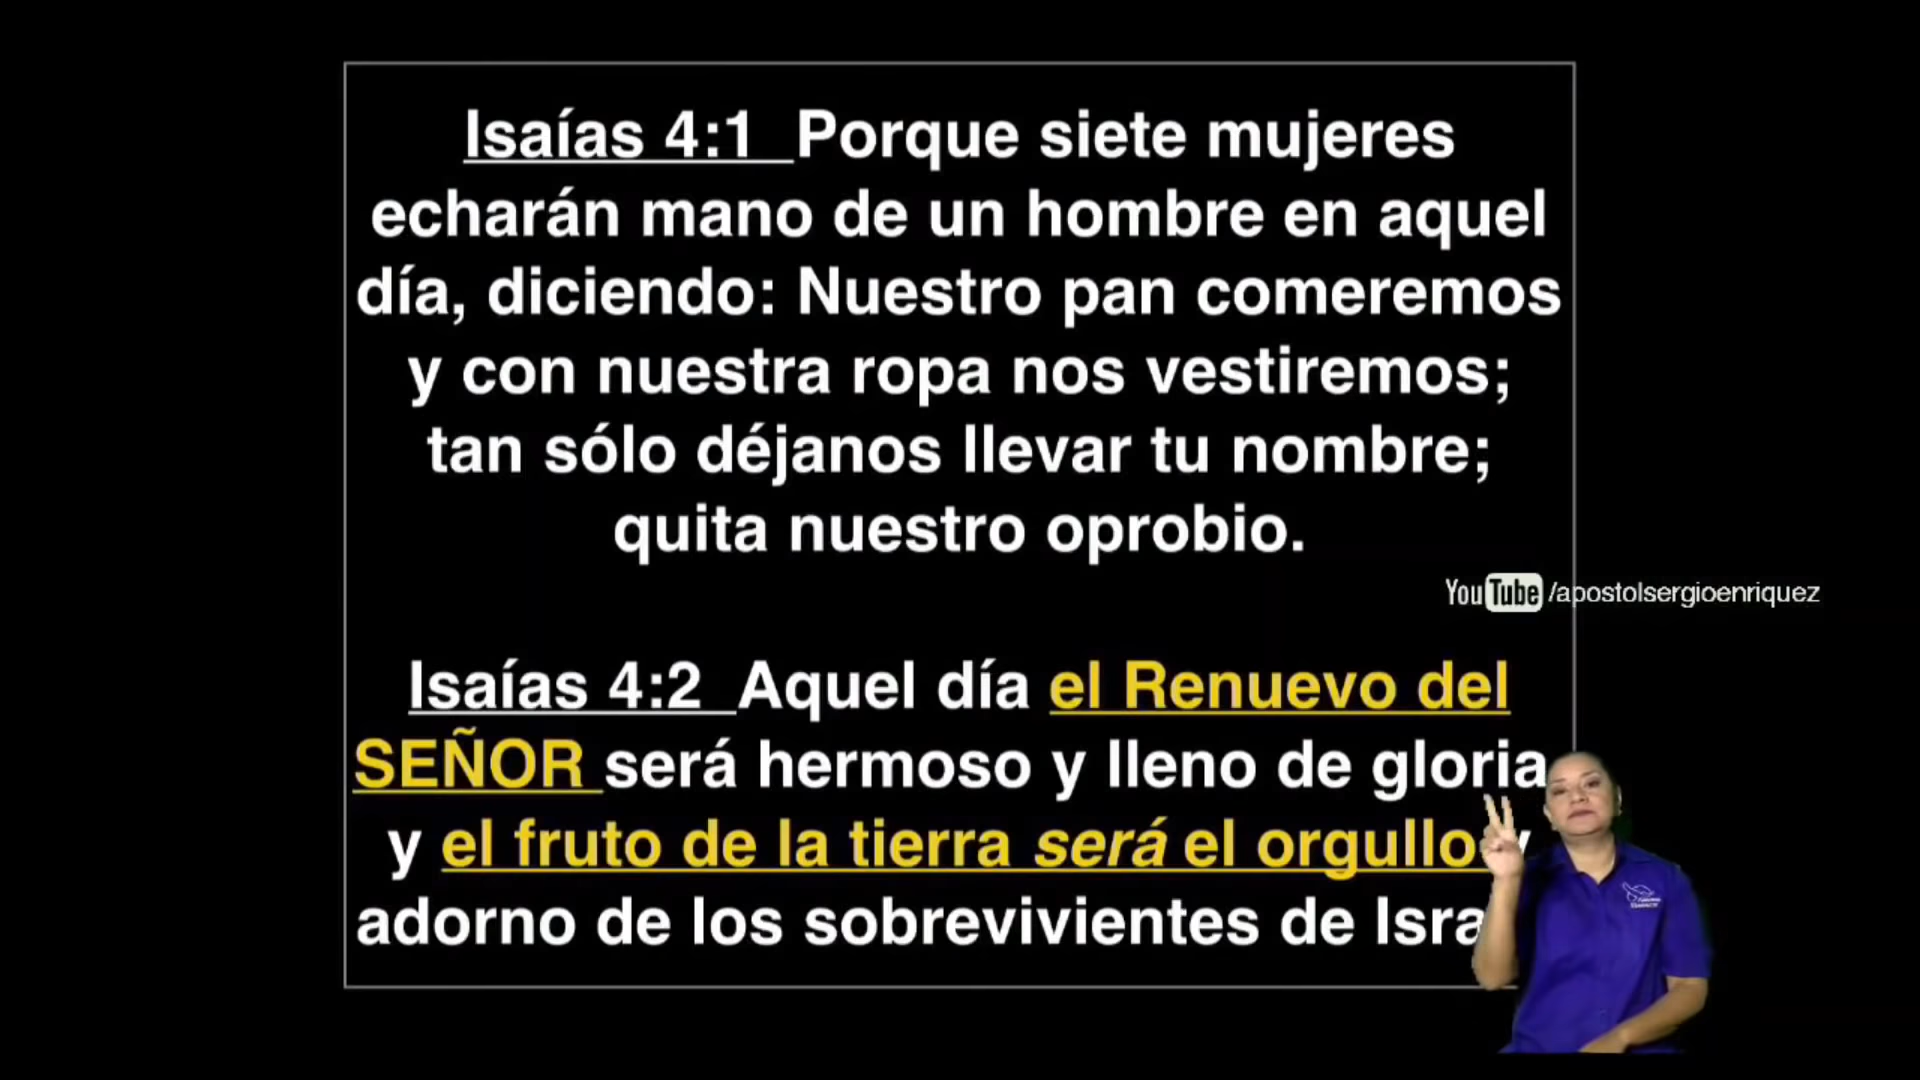 Isaías 4:1 Porque siete mujeres
echarán mano de un hombre en aquel
día, diciendo: Nuestro pan comeremos
y con nuestra ropa nos vestiremos;
tan sólo déjanos llevar tu nombre;
quita nuestro oprobio.
YouTube /apostolsergioenriquez
Isaías 4:2 Aquel día el Renuevo del
SEÑOR será hermoso y lleno de gloria
y el fruto de la tierra será el orgullo y
adorno de los sobrevivientes de